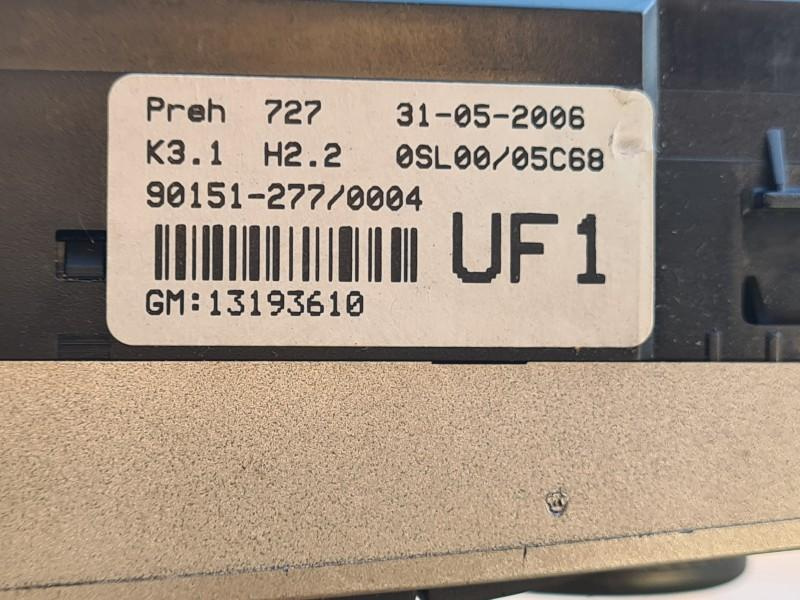 Preh 727 31-05-2006
K3.1 H2.2 0SL00/05C68
90151-277/0004
UF1
GM:13193610